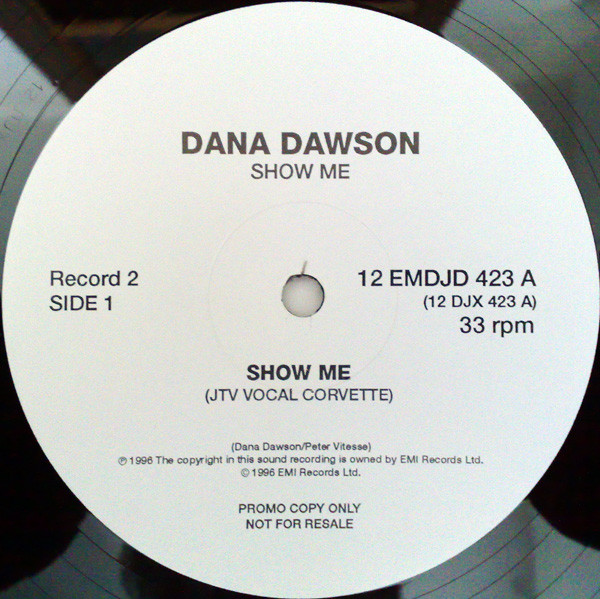 DANA DAWSON
SHOW ME
Record 2
SIDE 1
12 EMDJD 423 A
(12 DJX 423 A)
33 rpm
SHOW ME
(JTV VOCAL CORVETTE)
(Dana Dawson/Peter Vitesse)
℗ 1996 The copyright in this sound recording is owned by EMI Records Ltd.
© 1996 EMI Records Ltd.
PROMO COPY ONLY
NOT FOR RESALE